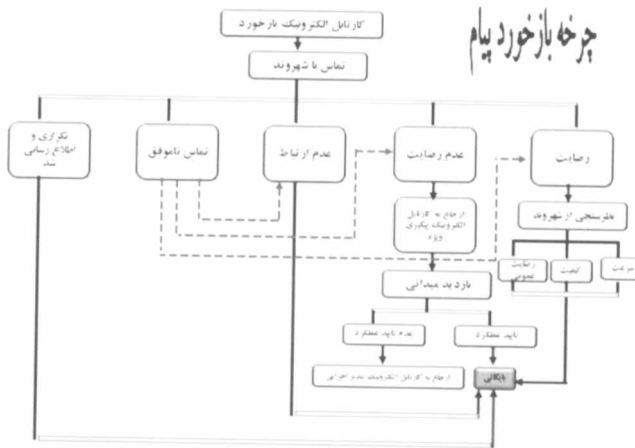 چرخه بازخورد پیام
کارتابل الکترونیک بازخورد
تماس با شهروند
رضایت
عدم رضایت
عدم ارتباط
تماس ناموفق
تکراری و
اطلاع رسانی
شد
نظرسنجی از شهروند
ارجاع به کارتابل
الکترونیک پیگیری
ویژه
سرعت
کیفیت
رضایت
عمومی
بازدید میدانی
تایید عملکرد
عدم تایید عملکرد
بایگانی
ارجاع به کارتابل الکترونیک مدیر اجرایی